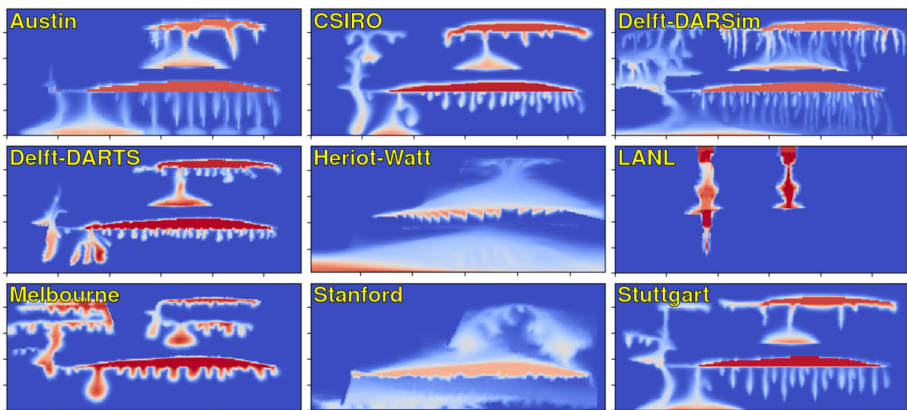 Austin
CSIRO
Delft-DARSim
Delft-DARTS
Heriot-Watt
LANL
Melbourne
Stanford
Stuttgart